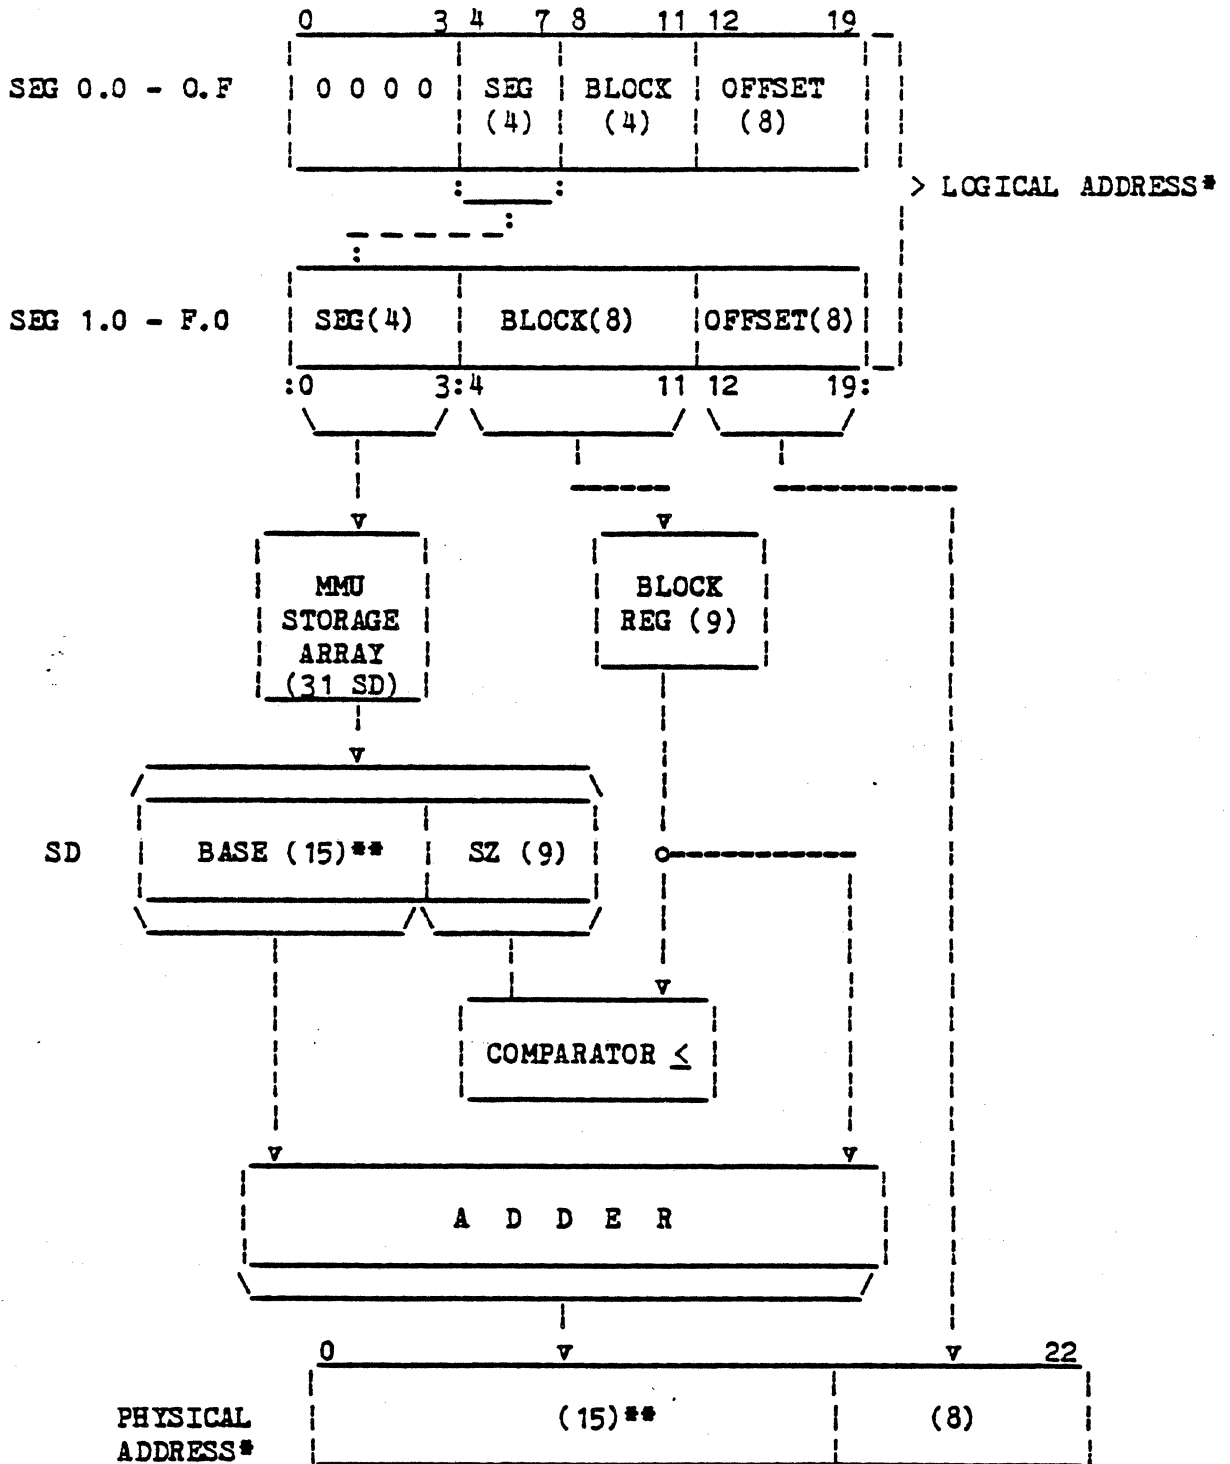 0 3 4 7 8 11 12 19
SEG 0.0 - 0.F
0 0 0 0
SEG
(4)
BLOCK
(4)
OFFSET
(8)
> LOGICAL ADDRESS*
SEG 1.0 - F.0
SEG(4)
BLOCK(8)
OFFSET(8)
:0 3:4 11 12 19:
MMU
STORAGE
ARRAY
(31 SD)
BLOCK
REG (9)
SD
BASE (15)**
SZ (9)
COMPARATOR <
A D D E R
0 22
PHYSICAL
ADDRESS*
(15)**
(8)